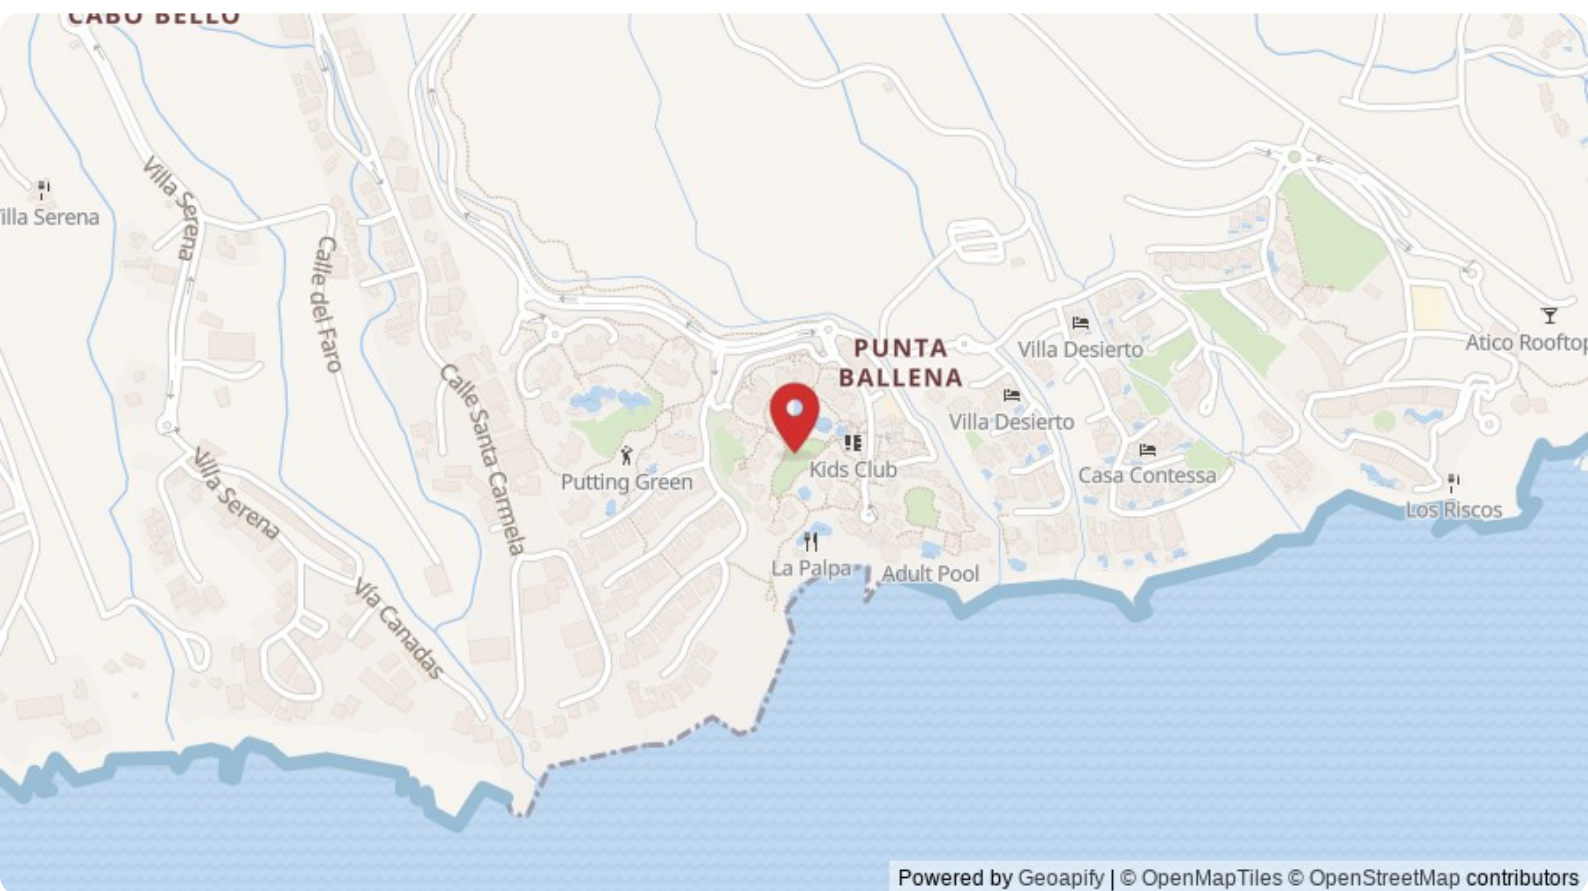 CABO BELLO
Villa Serena
illa Serena
Calle del Faro
PUNTA
BALLENA
Villa Desierto
Atico Rooftop
Calle Santa Carmela
Villa Desierto
Kids Club
Putting Green
Casa Contessa
Villa Serena
Los Riscos
La Palpa
Adult Pool
Vía Canadas
Powered by Geoapify | © OpenMapTiles © OpenStreetMap contributors